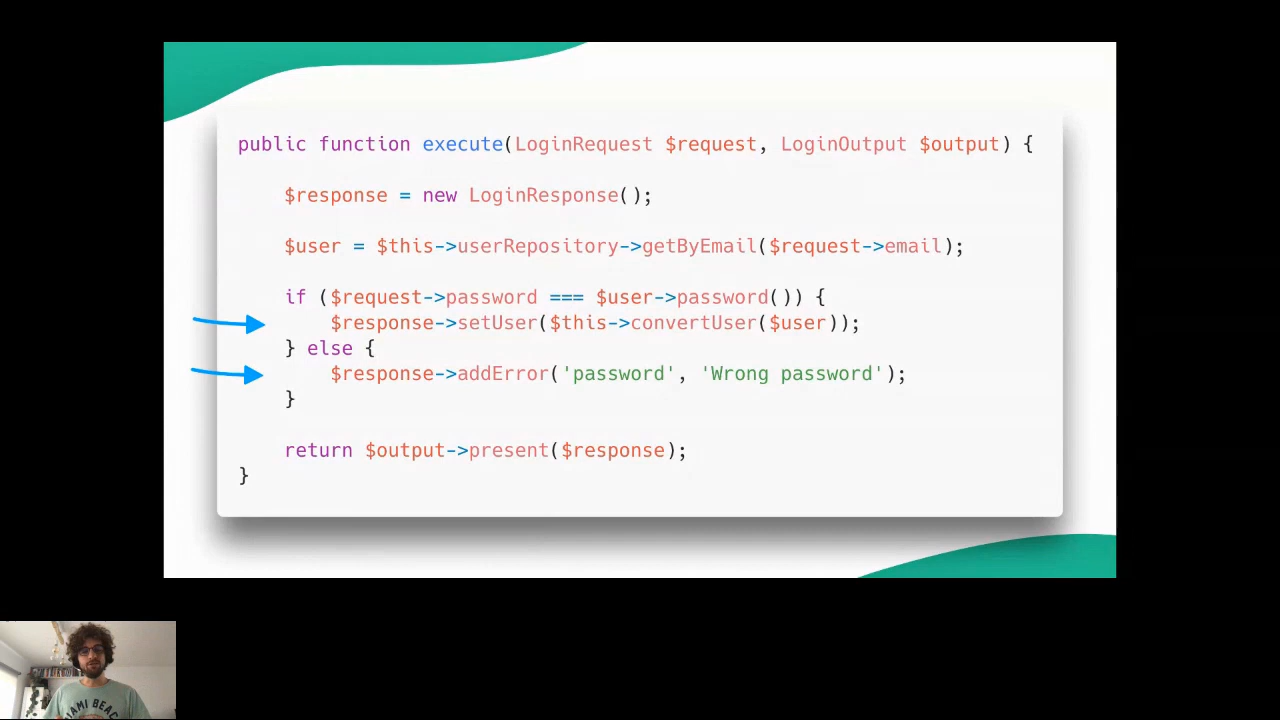 public function execute(LoginRequest $request, LoginOutput $output) {
$response = new LoginResponse();
$user = $this->userRepository->getByEmail($request->email);
if ($request->password === $user->password()) {
$response->setUser($this->convertUser($user));
} else {
$response->addError('password', 'Wrong password');
}
return $output->present($response);
}